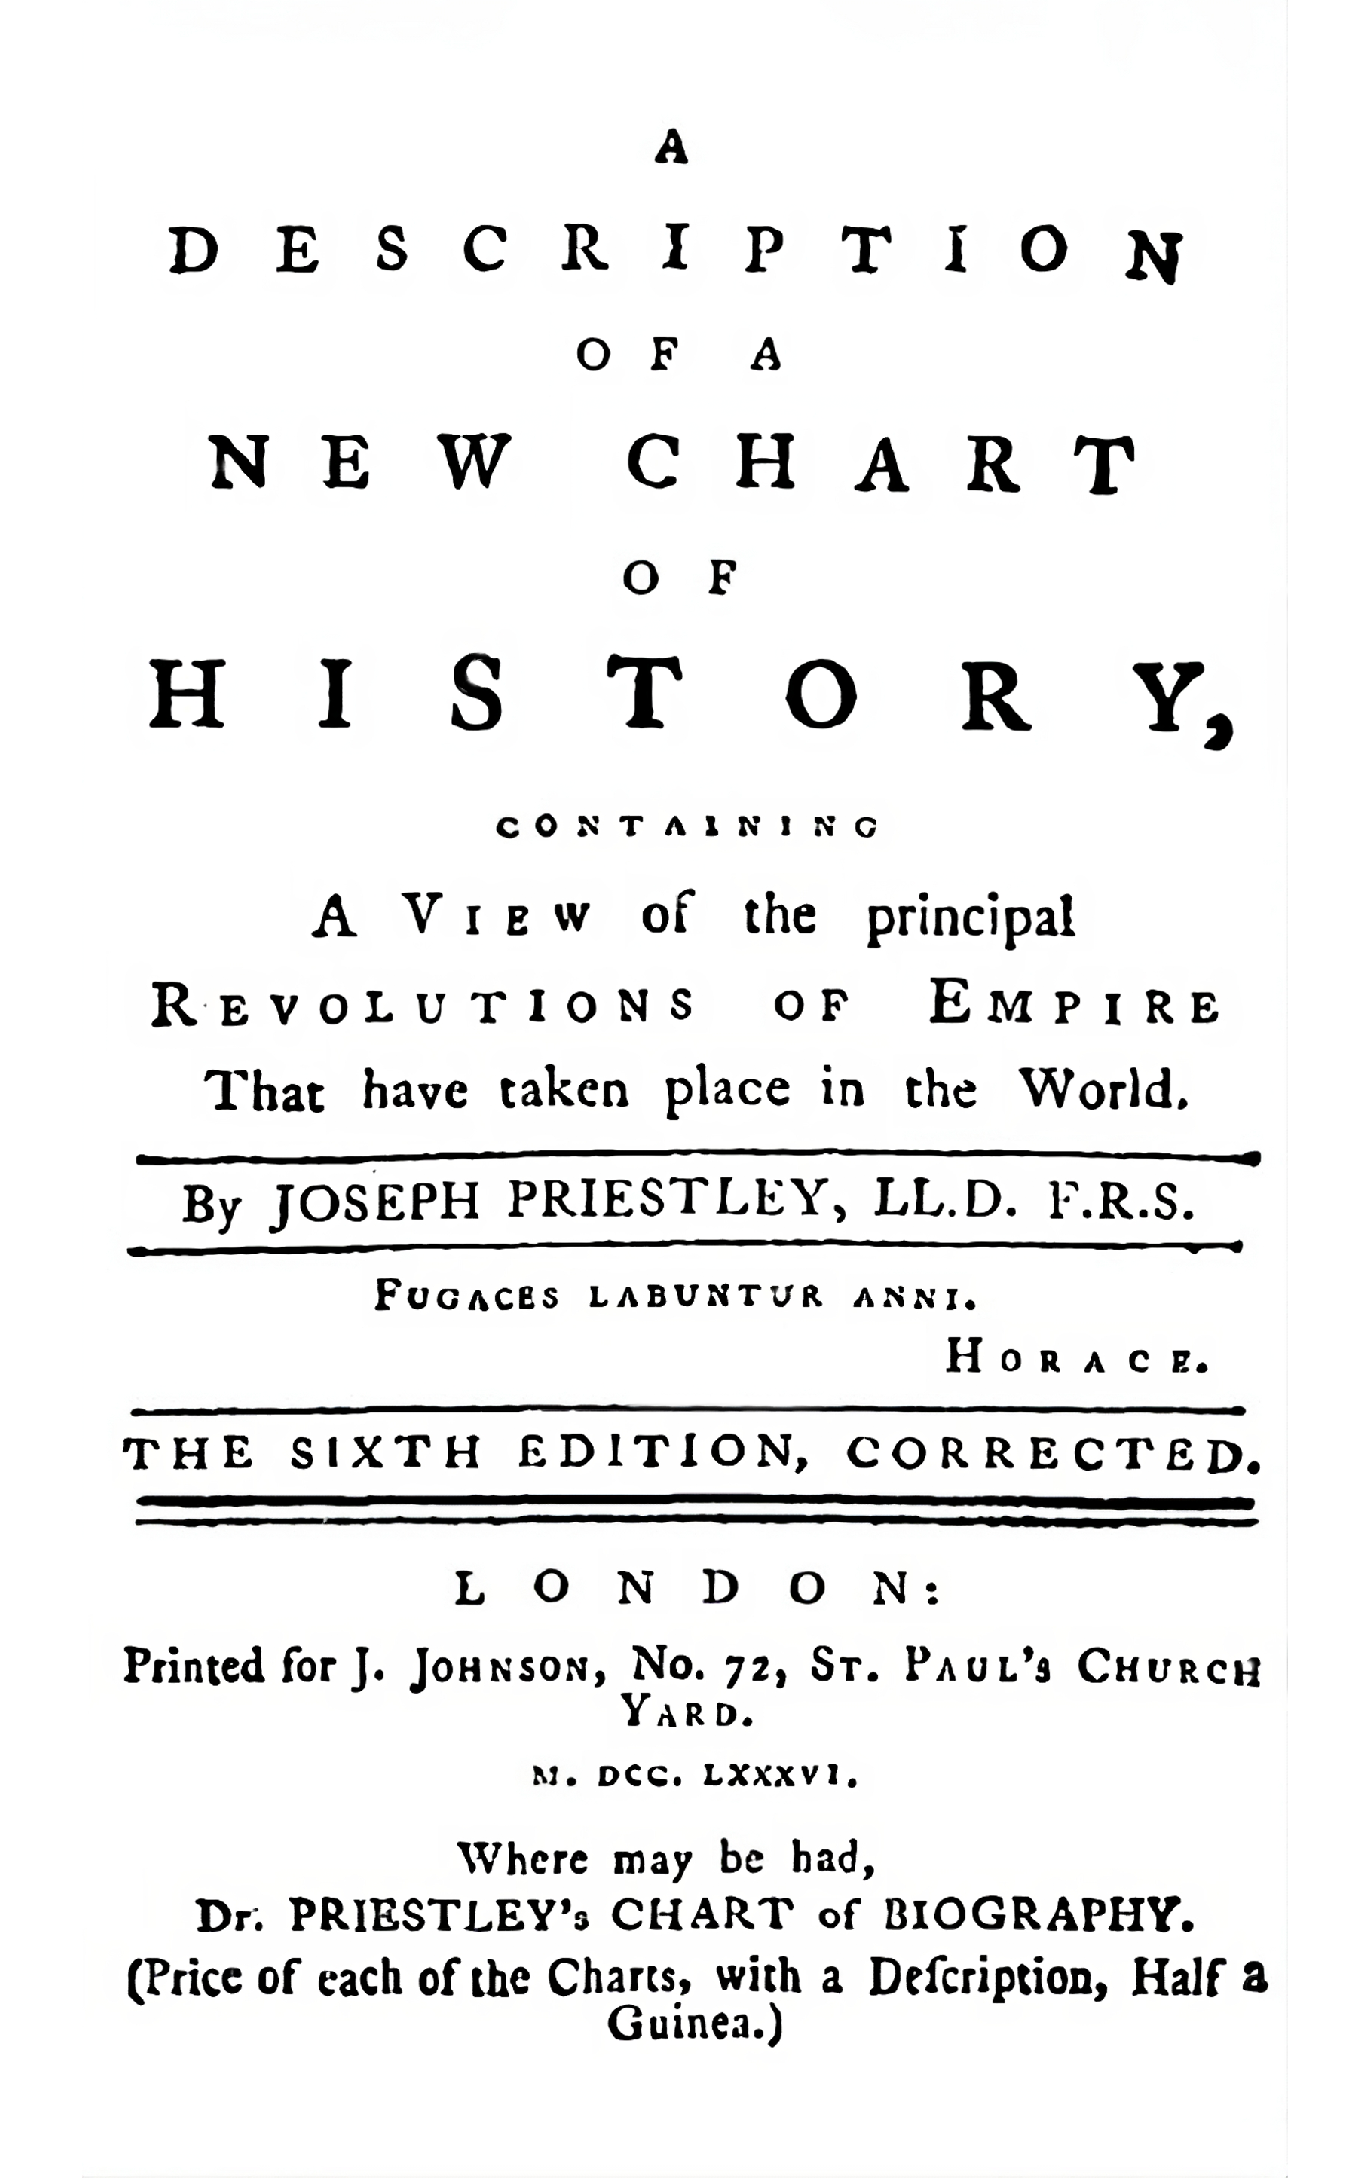 A
DESCRIPTION
OF A
NEW CHART
OF
HISTORY,
CONTAINING
A VIEW of the principal
REVOLUTIONS OF EMPIRE
That have taken place in the World.
By JOSEPH PRIESTLEY, LL.D. F.R.S.
FUGACES LABUNTUR ANNI.
HORACE.
THE SIXTH EDITION, CORRECTED.
LONDON:
Printed for J. JOHNSON, No. 72, ST. PAUL's CHURCH
YARD.
M. DCC. LXXXVI.
Where may be had,
Dr. PRIESTLEY's CHART of BIOGRAPHY.
(Price of each of the Charts, with a Deſcription, Half a
Guinea.)